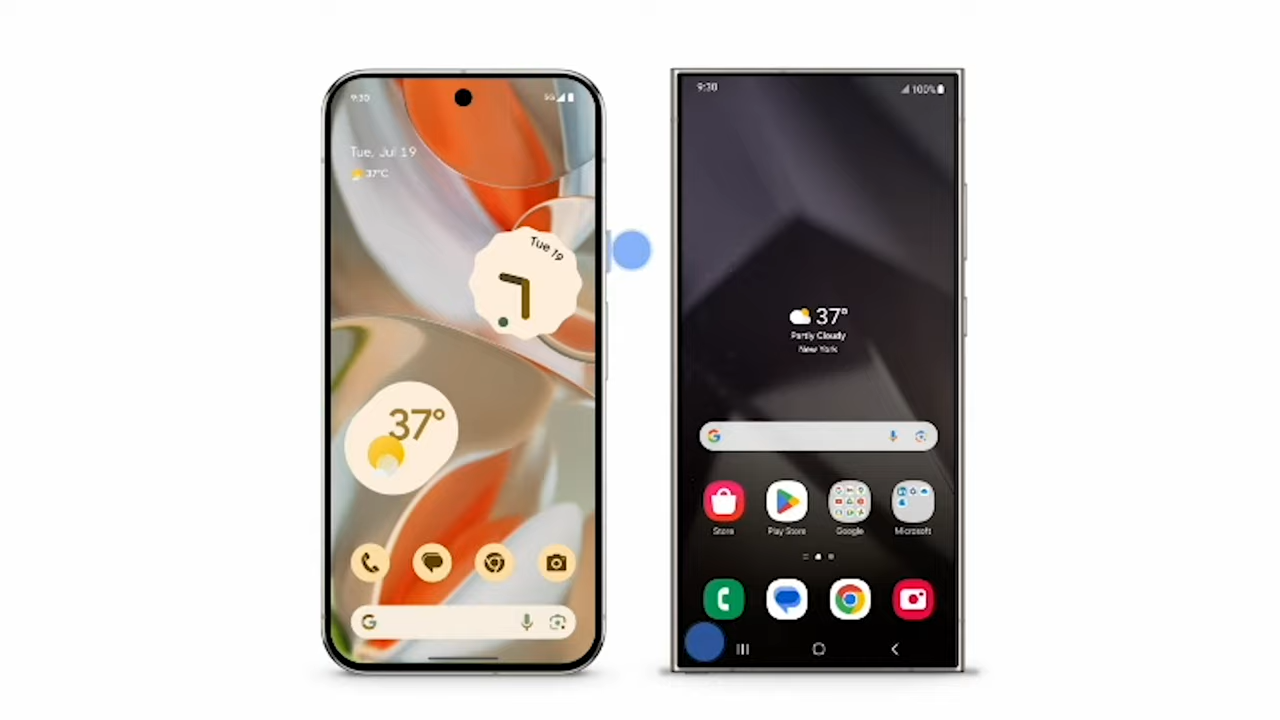 9:30
5G
Tue, Jul 19
37°C
Tue 19
37°
9:30
100%
37°
Partly Cloudy
New York
Store
Play Store
Google
Microsoft